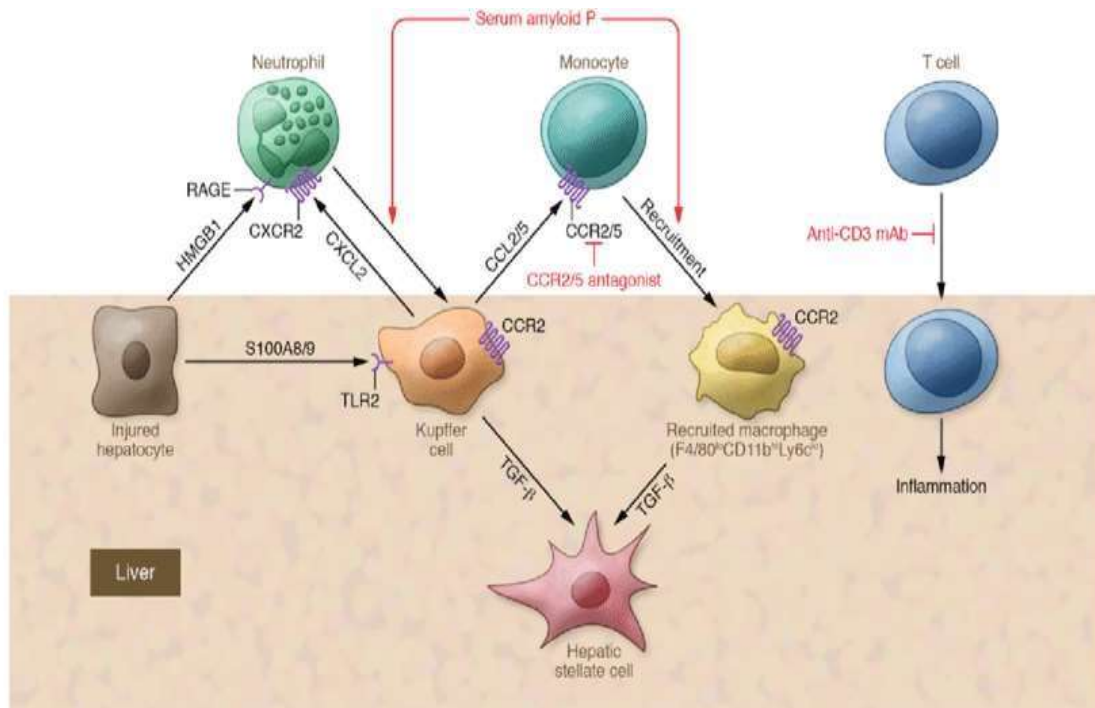 Serum amyloid P
Neutrophil
Monocyte
T cell
RAGE
CXCR2
HMGB1
CXCL2
CCL2/5
CCR2/5
Recruitment
Anti-CD3 mAb
CCR2/5 antagonist
CCR2
CCR2
S100A8/9
TLR2
Injured
hepatocyte
Kupffer
cell
Recruited macrophage
(F4/80loCD11bhiLy6clo)
Inflammation
TGF-β
TGF-β
Liver
Hepatic
stellate cell